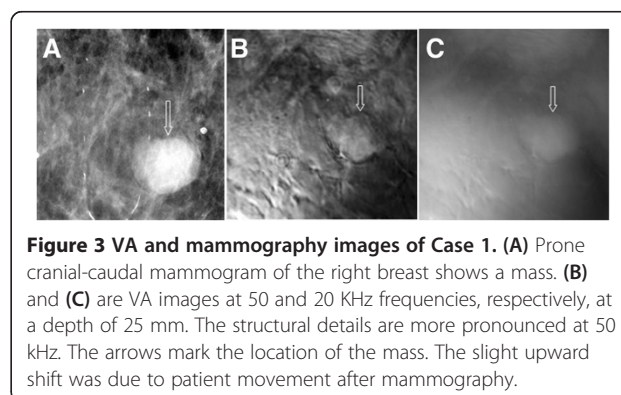 A B C
Figure 3 VA and mammography images of Case 1. (A) Prone
cranial-caudal mammogram of the right breast shows a mass. (B)
and (C) are VA images at 50 and 20 KHz frequencies, respectively, at
a depth of 25 mm. The structural details are more pronounced at 50
kHz. The arrows mark the location of the mass. The slight upward
shift was due to patient movement after mammography.